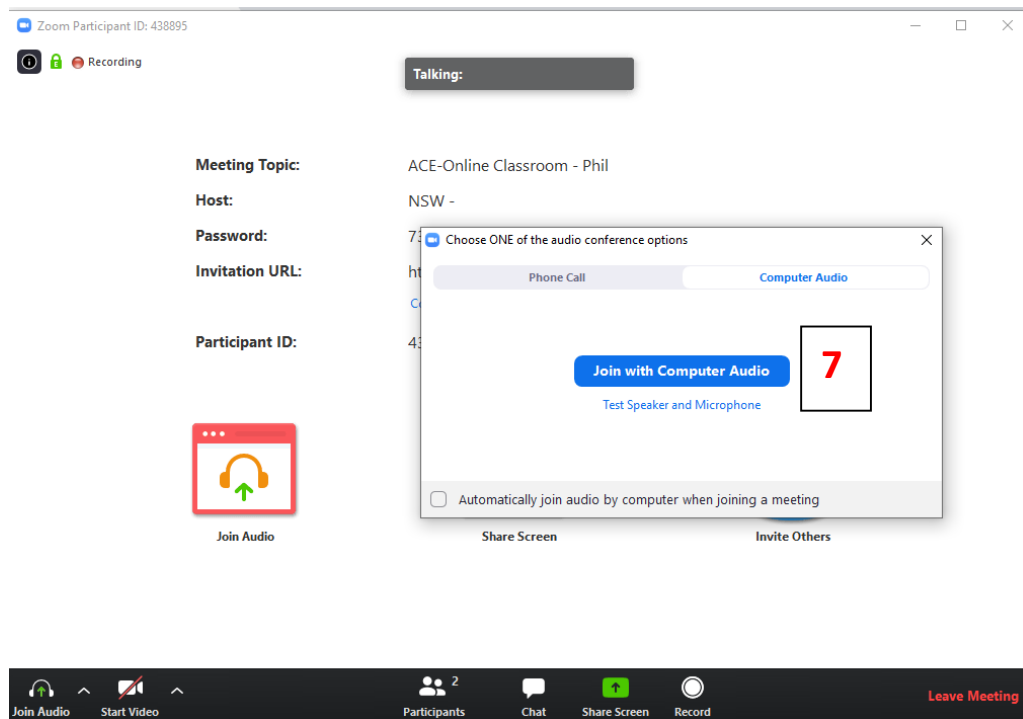 Zoom Participant ID: 438895
Recording
Talking:
Meeting Topic: ACE-Online Classroom - Phil
Host: NSW -
Password: 73
Invitation URL: ht
Participant ID: 43
Choose ONE of the audio conference options
Phone Call Computer Audio
Join with Computer Audio
7
Test Speaker and Microphone
Automatically join audio by computer when joining a meeting
Join Audio Share Screen Invite Others
Join Audio Start Video Participants 2 Chat Share Screen Record Leave Meeting